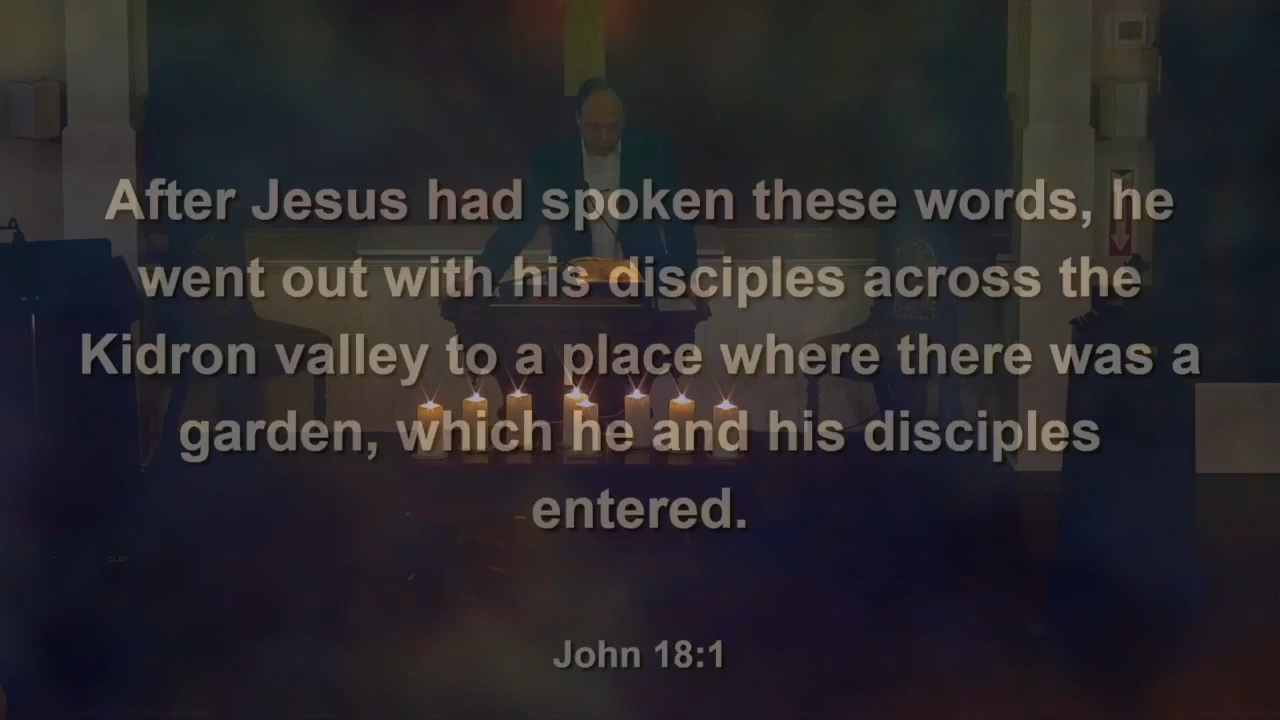 After Jesus had spoken these words, he
went out with his disciples across the
Kidron valley to a place where there was a
garden, which he and his disciples
entered.
John 18:1